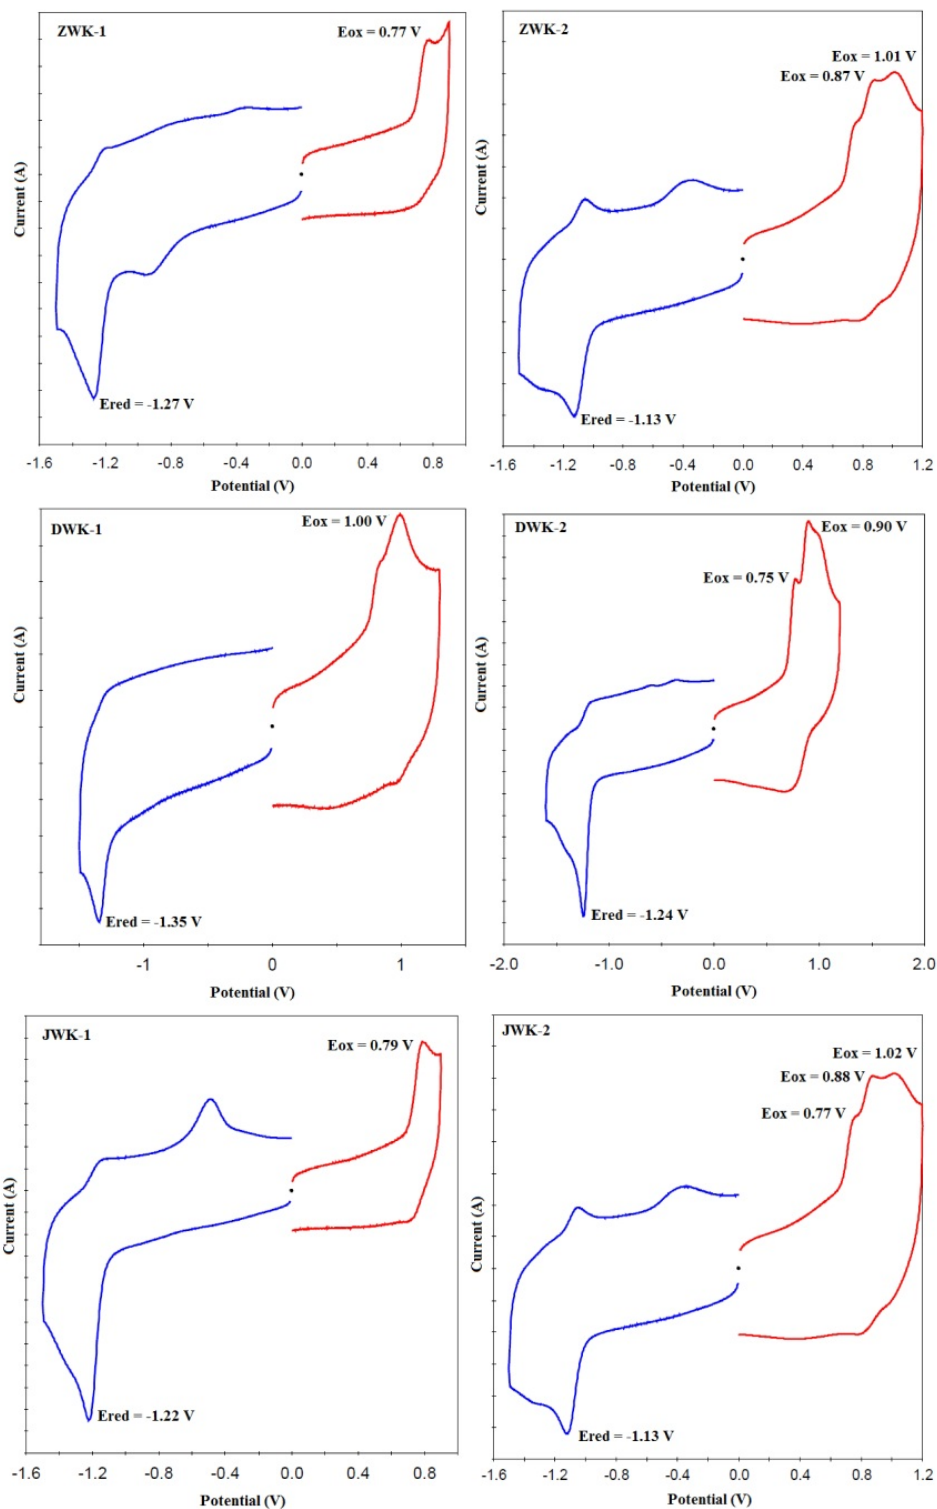 ZWK-1
Eox = 0.77 V
Current (A)
Ered = -1.27 V
-1.6 -1.2 -0.8 -0.4 0.0 0.4 0.8
Potential (V)
ZWK-2
Eox = 1.01 V
Eox = 0.87 V
Current (A)
Ered = -1.13 V
-1.6 -1.2 -0.8 -0.4 0.0 0.4 0.8 1.2
Potential (V)
DWK-1
Eox = 1.00 V
Current (A)
Ered = -1.35 V
-1 0 1
Potential (V)
DWK-2
Eox = 0.90 V
Eox = 0.75 V
Current (A)
Ered = -1.24 V
-2.0 -1.0 0.0 1.0 2.0
Potential (V)
JWK-1
Eox = 0.79 V
Current (A)
Ered = -1.22 V
-1.6 -1.2 -0.8 -0.4 0.0 0.4 0.8
Potential (V)
JWK-2
Eox = 1.02 V
Eox = 0.88 V
Eox = 0.77 V
Current (A)
Ered = -1.13 V
-1.6 -1.2 -0.8 -0.4 0.0 0.4 0.8 1.2
Potential (V)